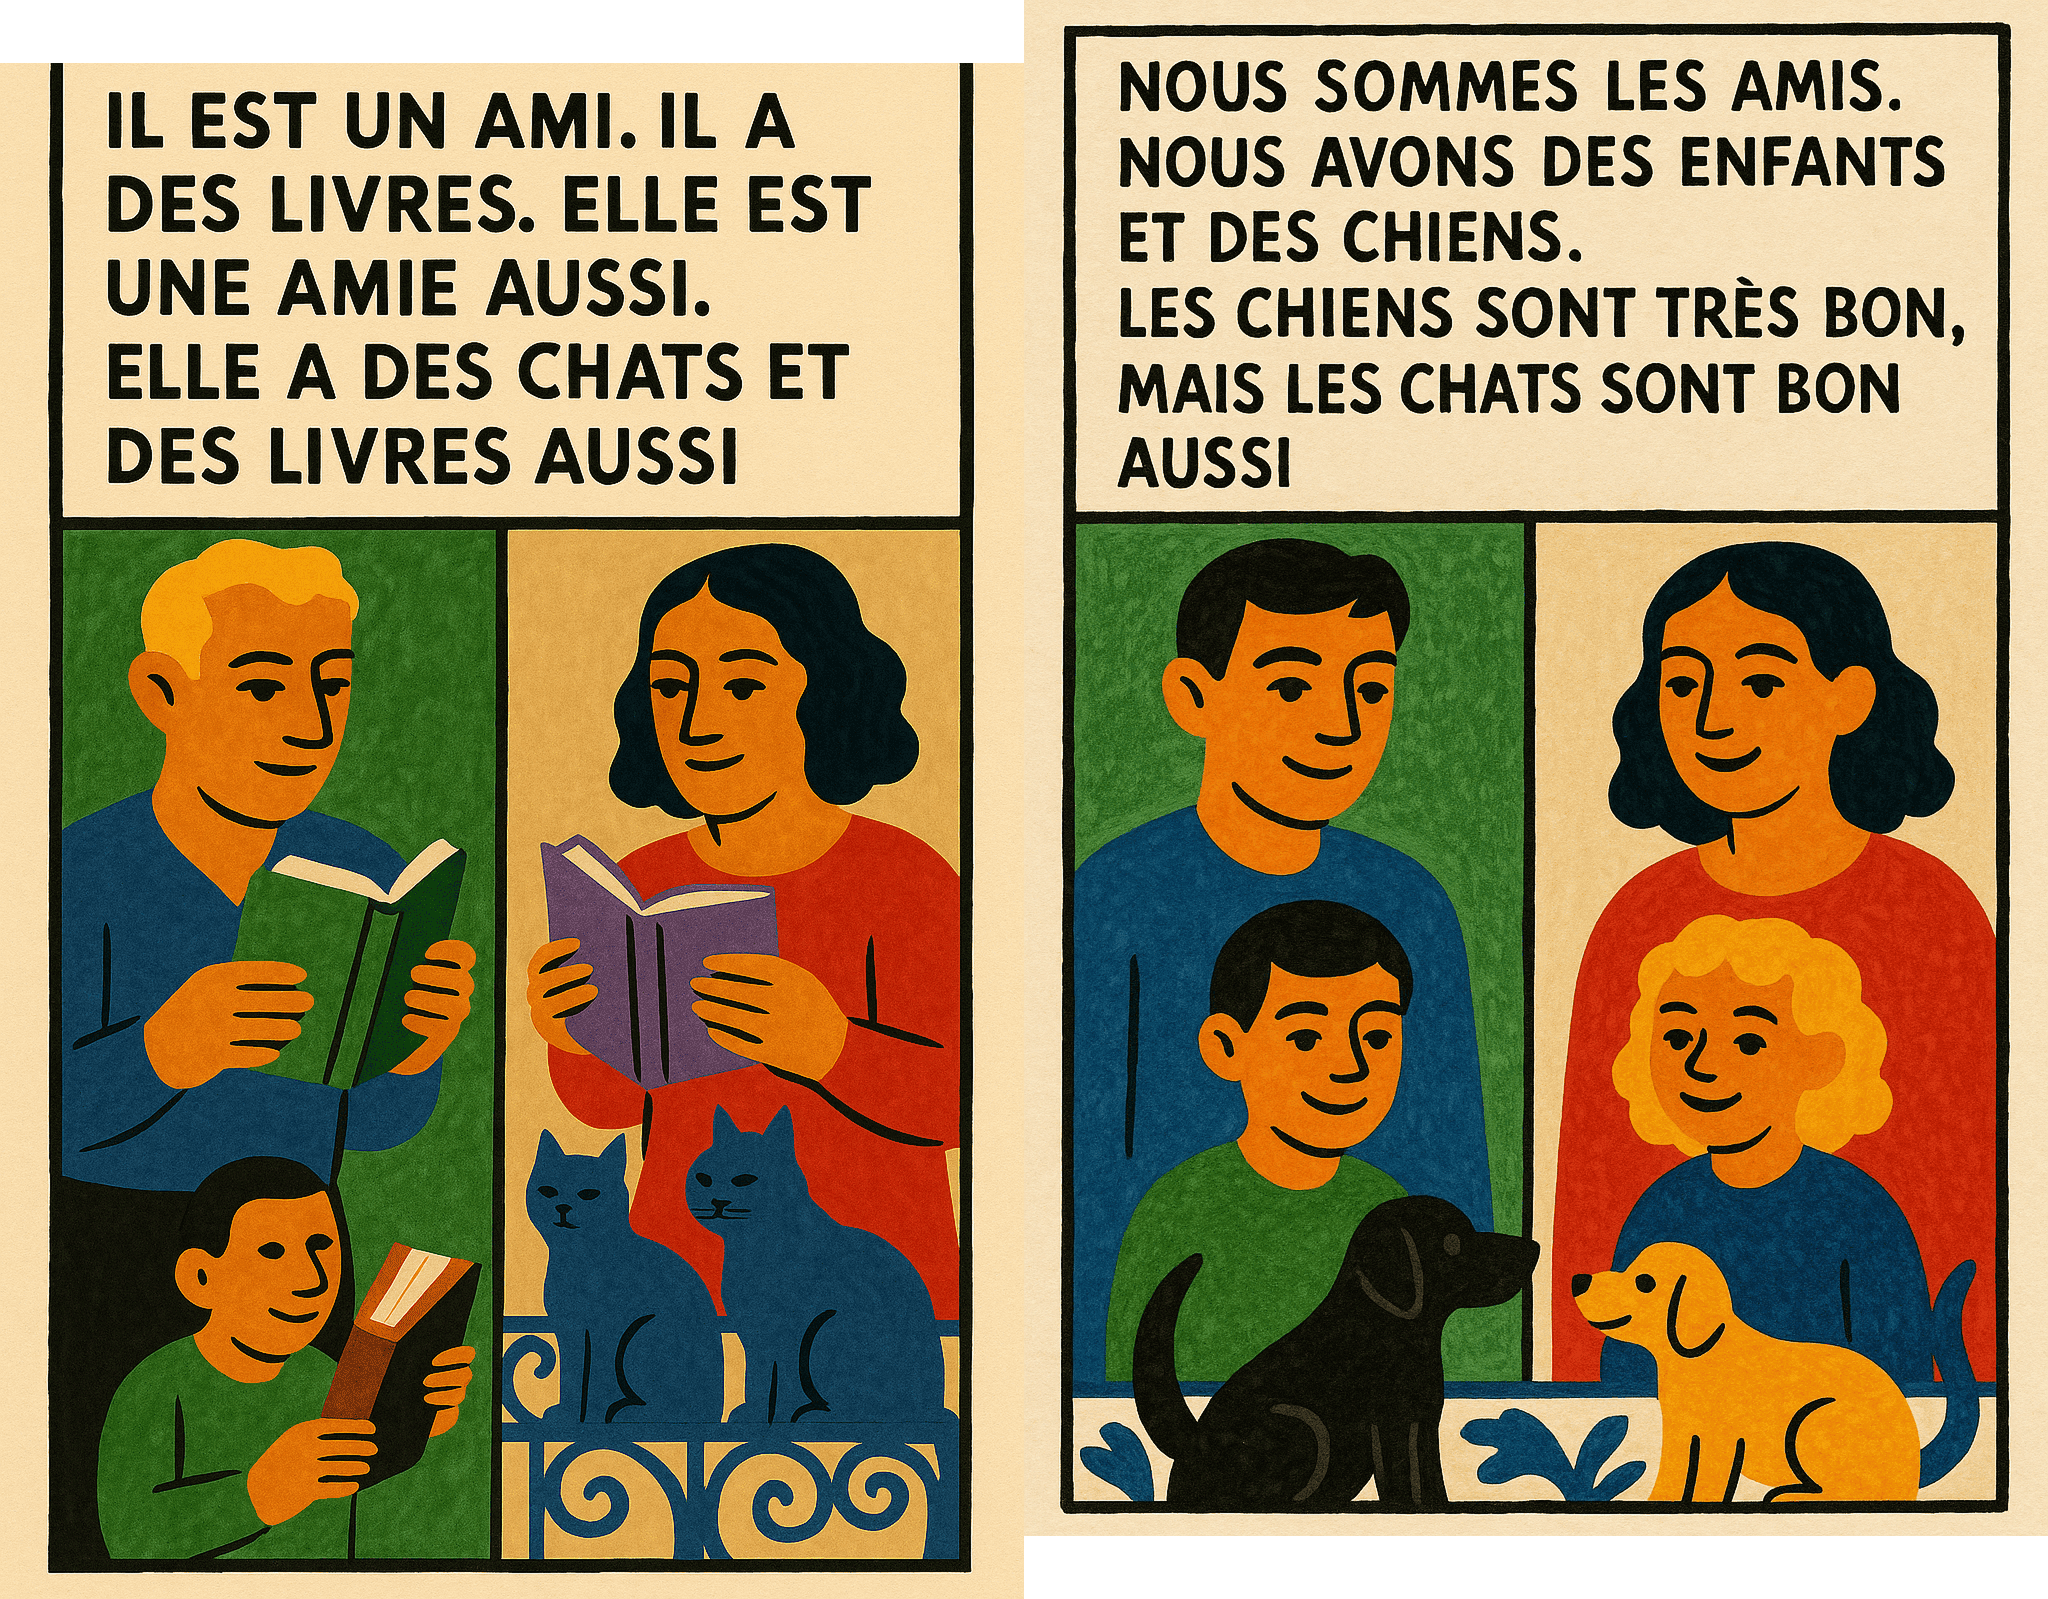 IL EST UN AMI. IL A
DES LIVRES. ELLE EST
UNE AMIE AUSSI.
ELLE A DES CHATS ET
DES LIVRES AUSSI
NOUS SOMMES LES AMIS.
NOUS AVONS DES ENFANTS
ET DES CHIENS.
LES CHIENS SONT TRÈS BON,
MAIS LES CHATS SONT BON
AUSSI